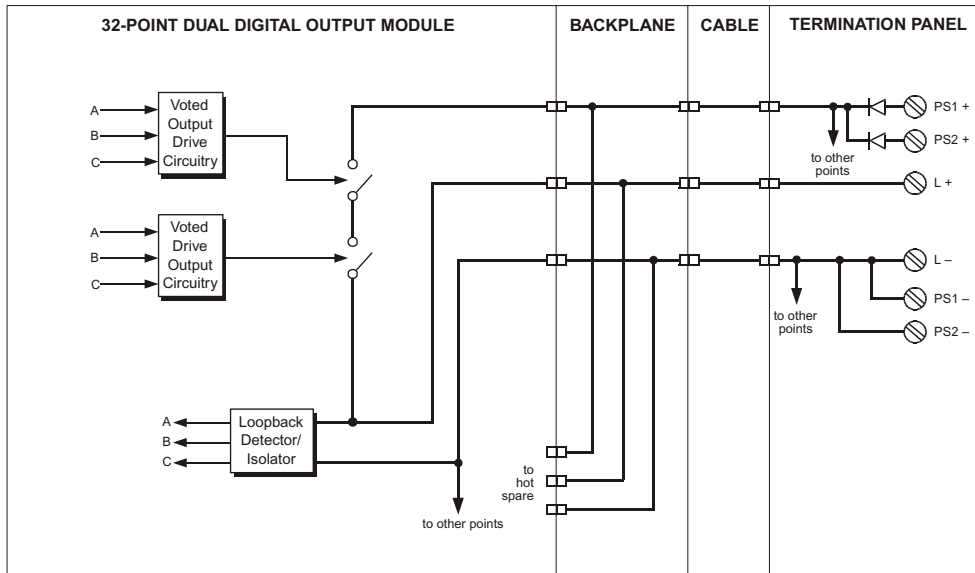 32-POINT DUAL DIGITAL OUTPUT MODULE
BACKPLANE
CABLE
TERMINATION PANEL
A
B
C
Voted
Output
Drive
Circuitry
A
B
C
Voted
Drive
Output
Circuitry
A
B
C
Loopback
Detector/
Isolator
to other points
to
hot
spare
to other
points
to other
points
PS1 +
PS2 +
L +
L –
PS1 –
PS2 –